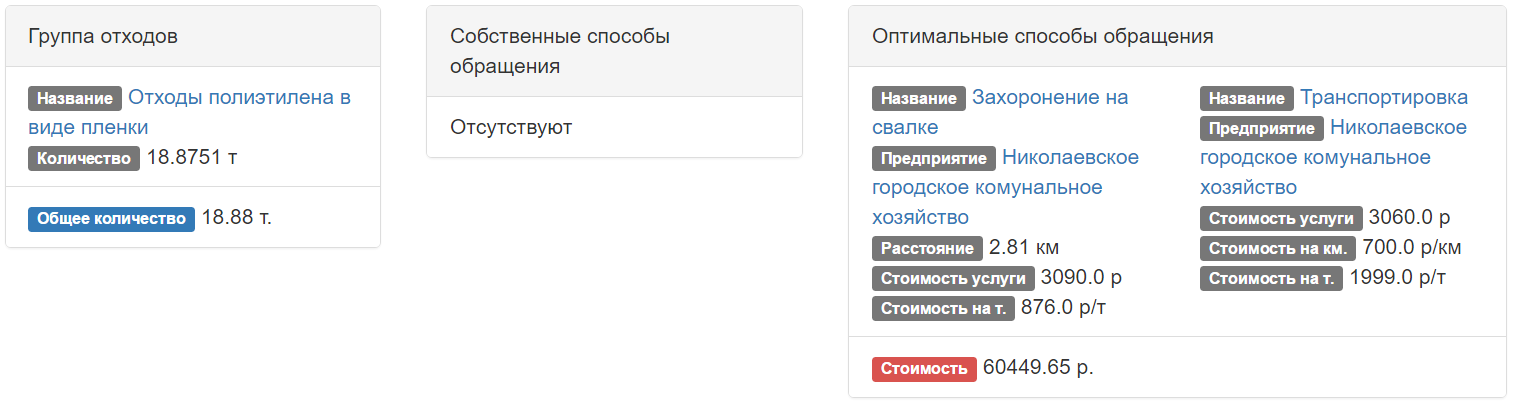 Группа отходов
Название Отходы полиэтилена в
виде пленки
Количество 18.8751 т
Общее количество 18.88 т.
Собственные способы
обращения
Отсутствуют
Оптимальные способы обращения
Название Захоронение на
свалке
Предприятие Николаевское
городское комунальное
хозяйство
Расстояние 2.81 км
Стоимость услуги 3090.0 р
Стоимость на т. 876.0 р/т
Название Транспортировка
Предприятие Николаевское
городское комунальное
хозяйство
Стоимость услуги 3060.0 р
Стоимость на км. 700.0 р/км
Стоимость на т. 1999.0 р/т
Стоимость 60449.65 р.